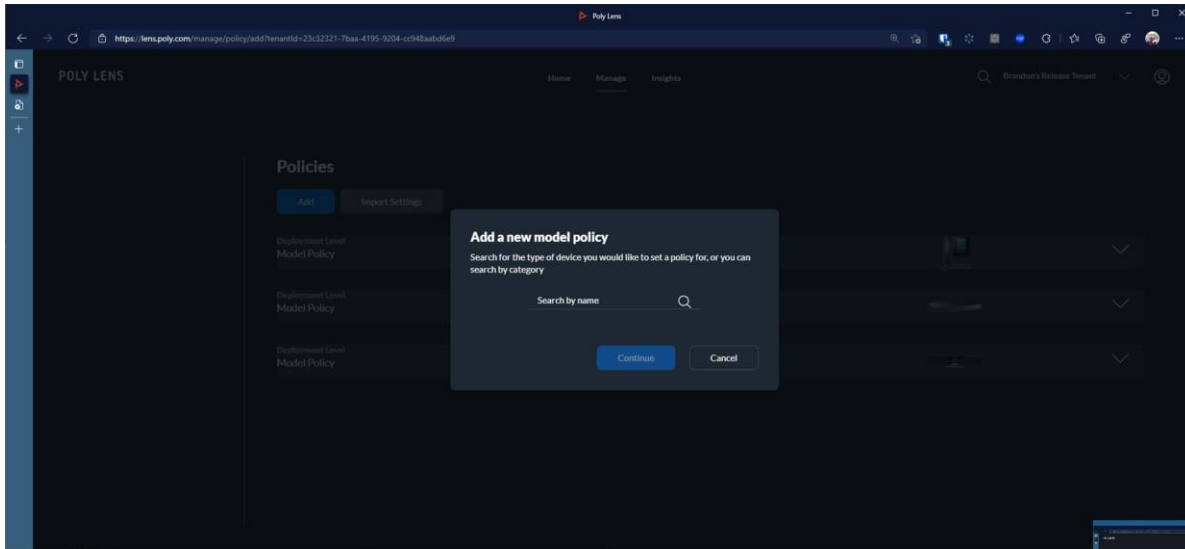 Poly Lens
https://lens.poly.com/manage/policy/add?tenantId=23c32321-7baa-4195-9204-cc948aabd6e9
POLY LENS
Home Manage Insights
Brandon's Release Tenant
Policies
Add Import Settings
Deployment Level
Model Policy
Deployment Level
Model Policy
Deployment Level
Model Policy
Add a new model policy
Search for the type of device you would like to set a policy for, or you can
search by category
Search by name
Continue Cancel